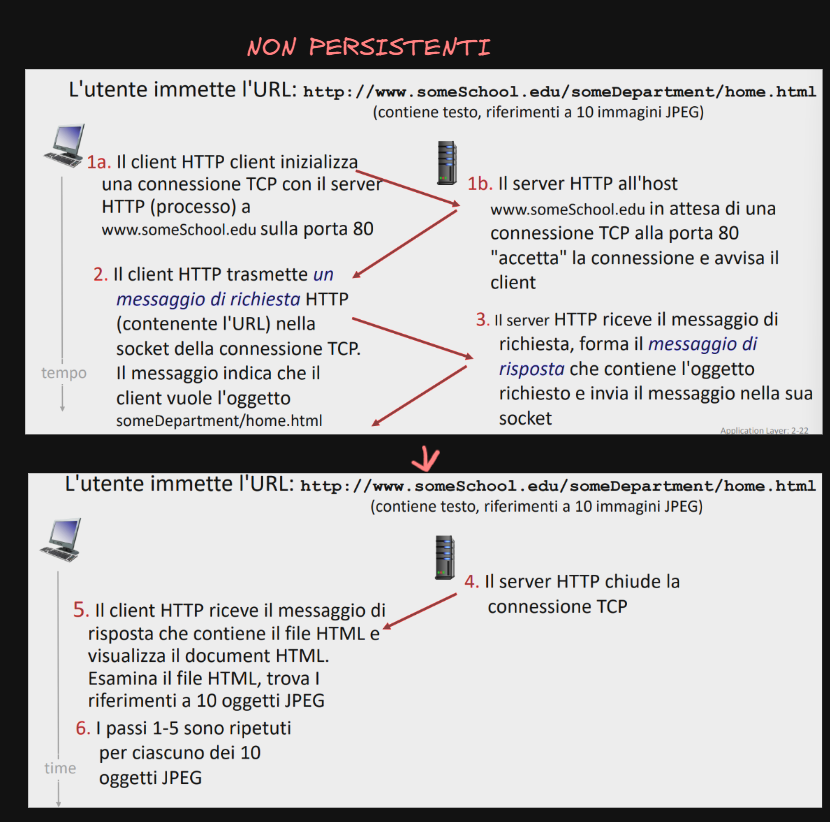 NON PERSISTENTI
L'utente immette l'URL: http://www.someSchool.edu/someDepartment/home.html
(contiene testo, riferimenti a 10 immagini JPEG)
1a. Il client HTTP client inizializza
una connessione TCP con il server
HTTP (processo) a
www.someSchool.edu sulla porta 80
1b. Il server HTTP all'host
www.someSchool.edu in attesa di una
connessione TCP alla porta 80
"accetta" la connessione e avvisa il
client
2. Il client HTTP trasmette un
messaggio di richiesta HTTP
(contenente l'URL) nella
socket della connessione TCP.
Il messaggio indica che il
client vuole l'oggetto
someDepartment/home.html
3. Il server HTTP riceve il messaggio di
richiesta, forma il messaggio di
risposta che contiene l'oggetto
richiesto e invia il messaggio nella sua
socket
tempo
Application Layer: 2-22
L'utente immette l'URL: http://www.someSchool.edu/someDepartment/home.html
(contiene testo, riferimenti a 10 immagini JPEG)
4. Il server HTTP chiude la
connessione TCP
5. Il client HTTP riceve il messaggio di
risposta che contiene il file HTML e
visualizza il document HTML.
Esamina il file HTML, trova I
riferimenti a 10 oggetti JPEG
6. I passi 1-5 sono ripetuti
per ciascuno dei 10
oggetti JPEG
time